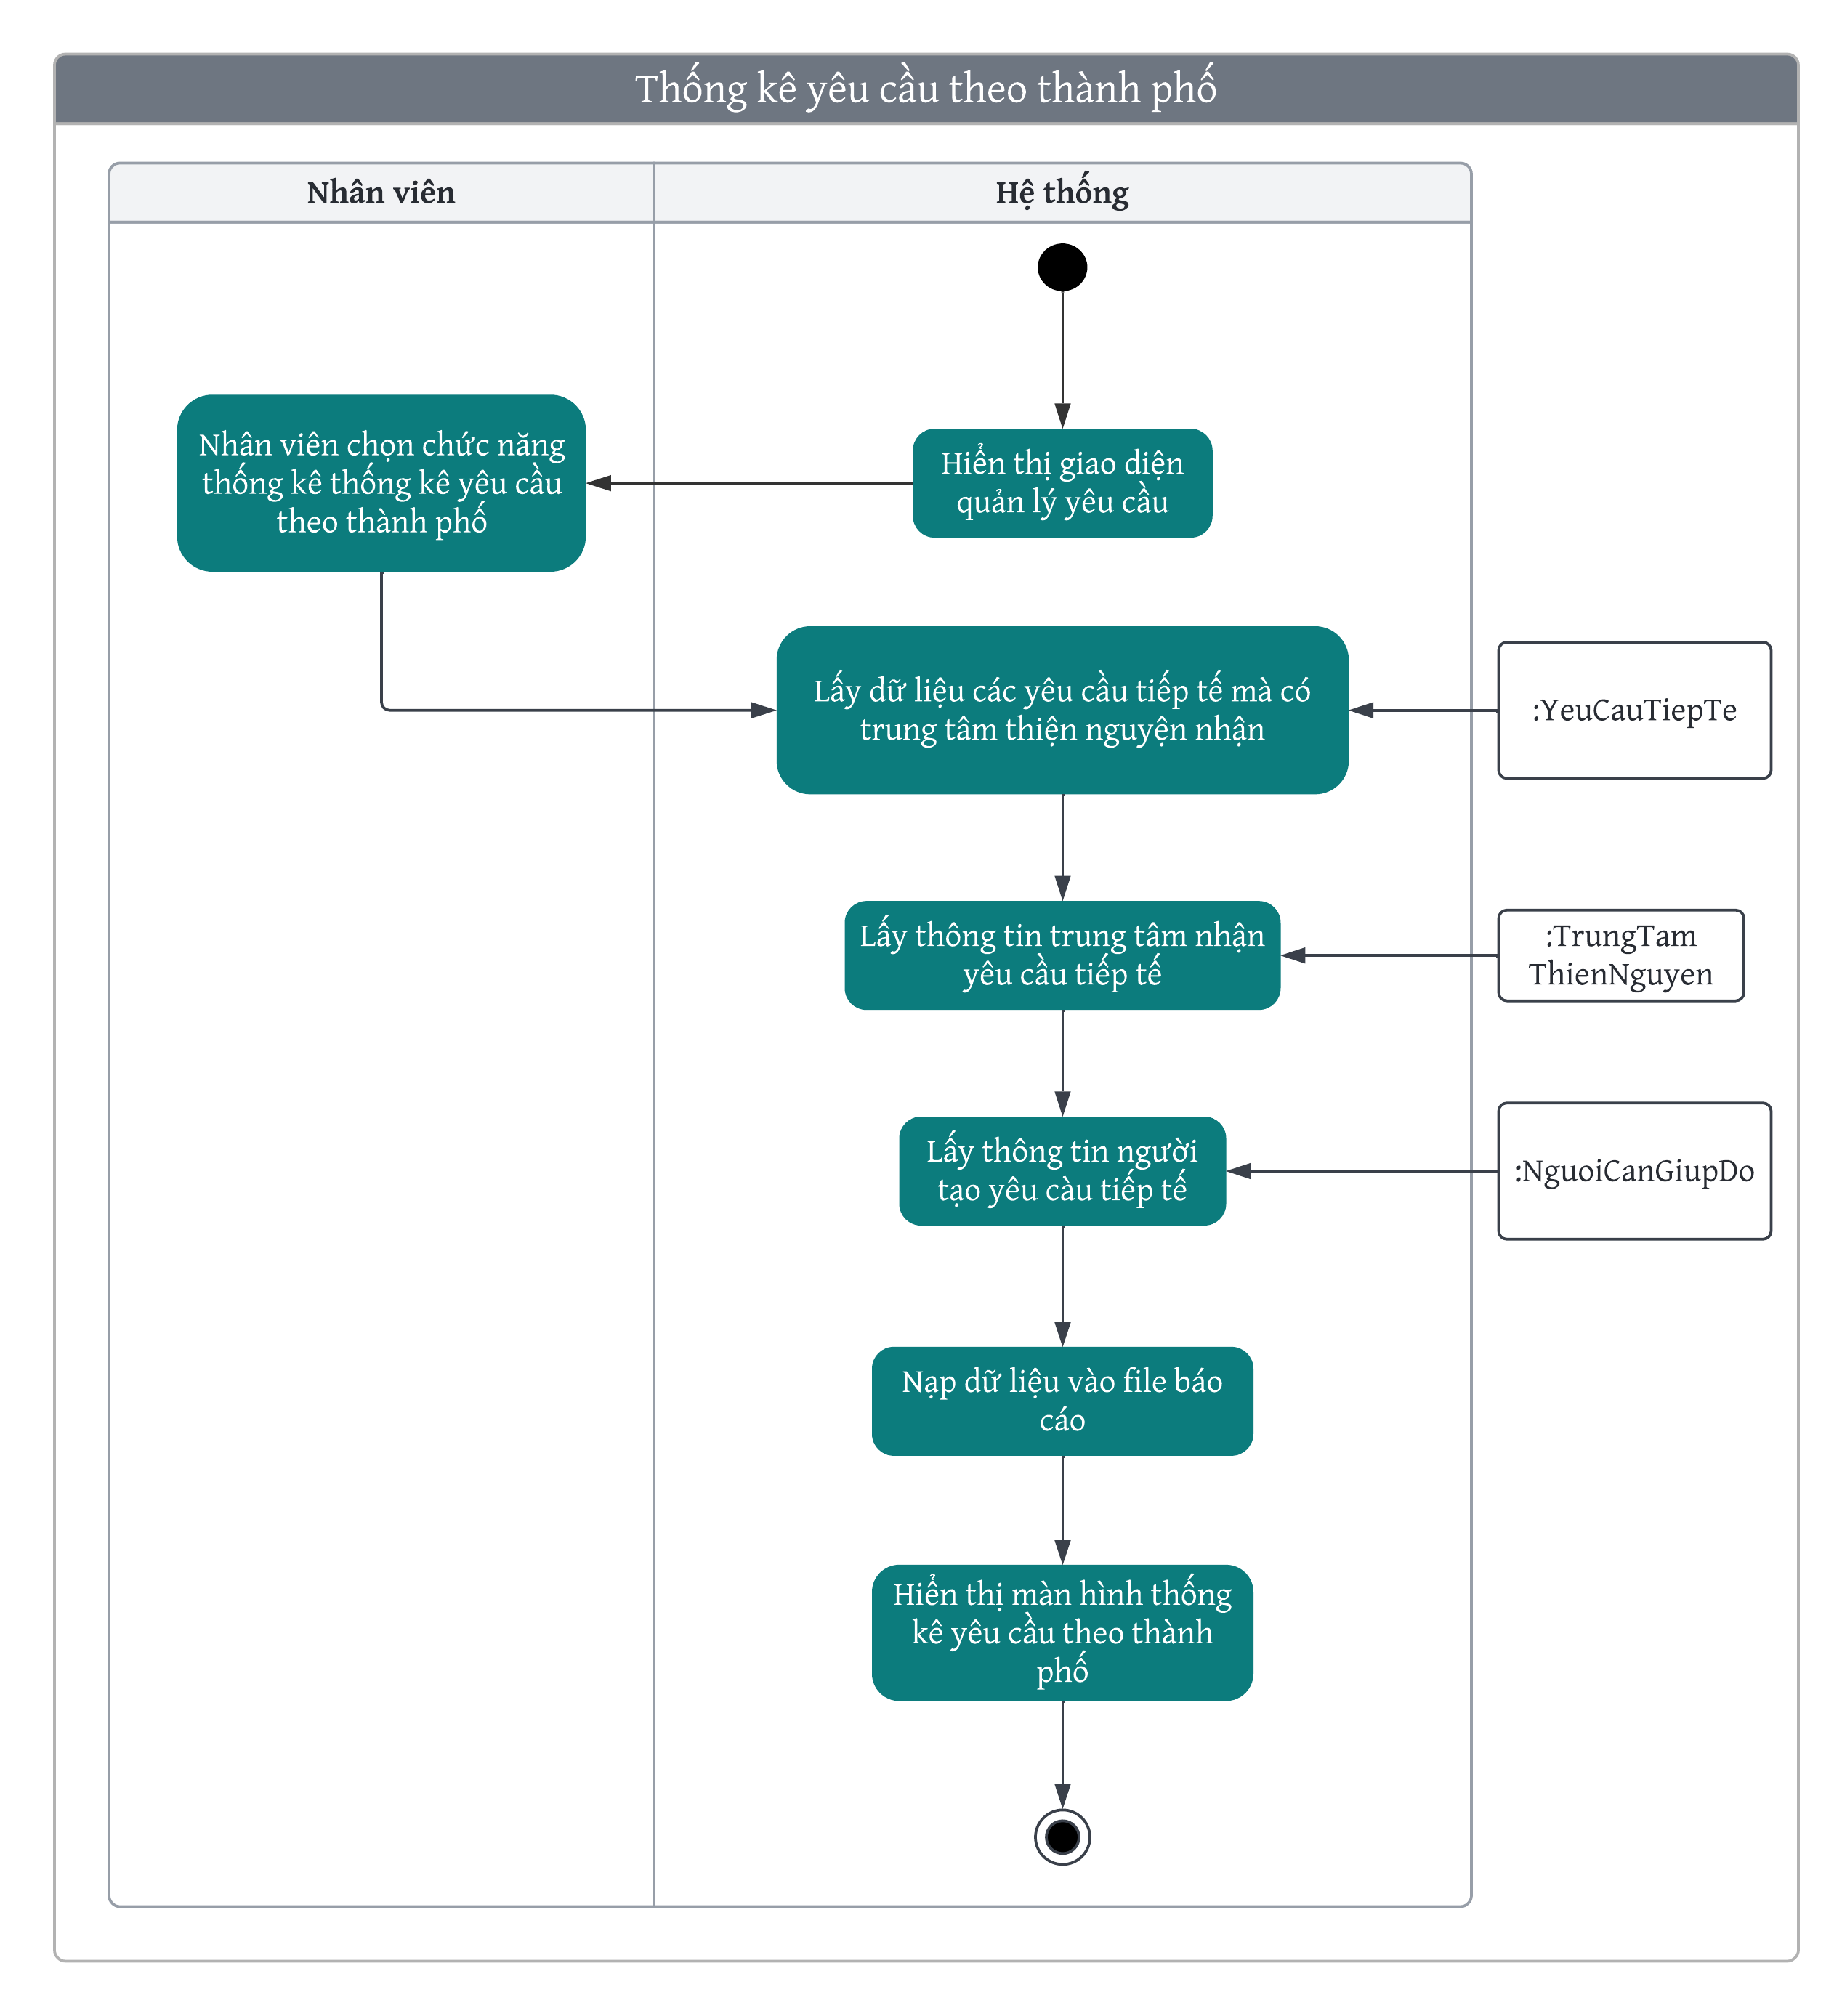 Thống kê yêu cầu theo thành phố
Nhân viên
Hệ thống
Hiển thị giao diện
quản lý yêu cầu
Nhân viên chọn chức năng
thống kê thống kê yêu cầu
theo thành phố
Lấy dữ liệu các yêu cầu tiếp tế mà có
trung tâm thiện nguyện nhận
:YeuCauTiepTe
Lấy thông tin trung tâm nhận
yêu cầu tiếp tế
:TrungTam
ThienNguyen
Lấy thông tin người
tạo yêu càu tiếp tế
:NguoiCanGiupDo
Nạp dữ liệu vào file báo
cáo
Hiển thị màn hình thống
kê yêu cầu theo thành
phố